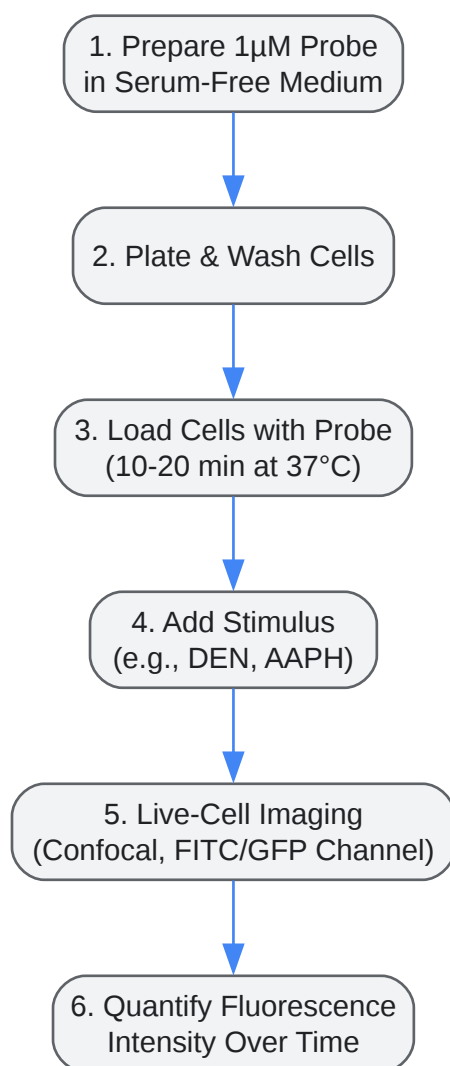 1. Prepare 1µM Probe
in Serum-Free Medium
2. Plate & Wash Cells
3. Load Cells with Probe
(10-20 min at 37°C)
4. Add Stimulus
(e.g., DEN, AAPH)
5. Live-Cell Imaging
(Confocal, FITC/GFP Channel)
6. Quantify Fluorescence
Intensity Over Time